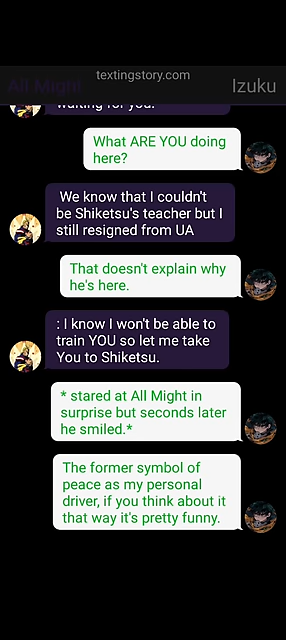 textingstory.com
All Might
Izuku
waiting for you.
What ARE YOU doing
here?
We know that I couldn't
be Shiketsu's teacher but I
still resigned from UA
That doesn't explain why
he's here.
: I know I won't be able to
train YOU so let me take
You to Shiketsu.
* stared at All Might in
surprise but seconds later
he smiled.*
The former symbol of
peace as my personal
driver, if you think about it
that way it's pretty funny.